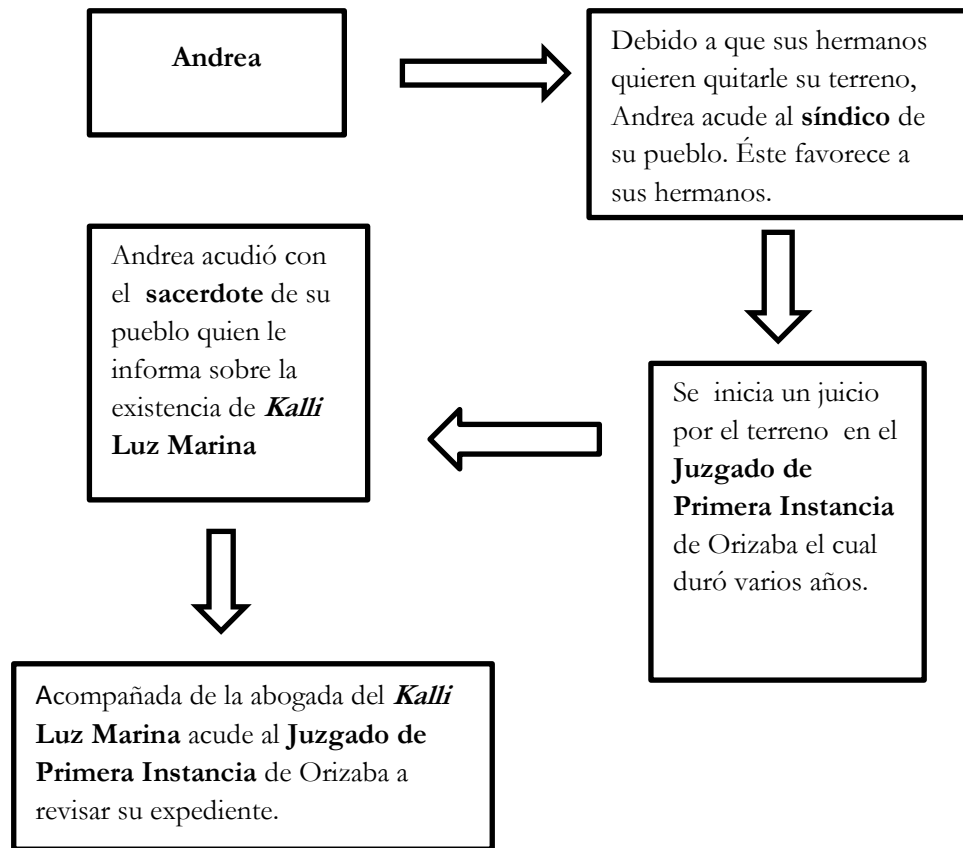 Andrea
Debido a que sus hermanos
quieren quitarle su terreno,
Andrea acude al síndico de
su pueblo. Éste favorece a
sus hermanos.
Se inicia un juicio
por el terreno en el
Juzgado de
Primera Instancia
de Orizaba el cual
duró varios años.
Andrea acudió con
el sacerdote de su
pueblo quien le
informa sobre la
existencia de Kalli
Luz Marina
Acompañada de la abogada del Kalli
Luz Marina acude al Juzgado de
Primera Instancia de Orizaba a
revisar su expediente.